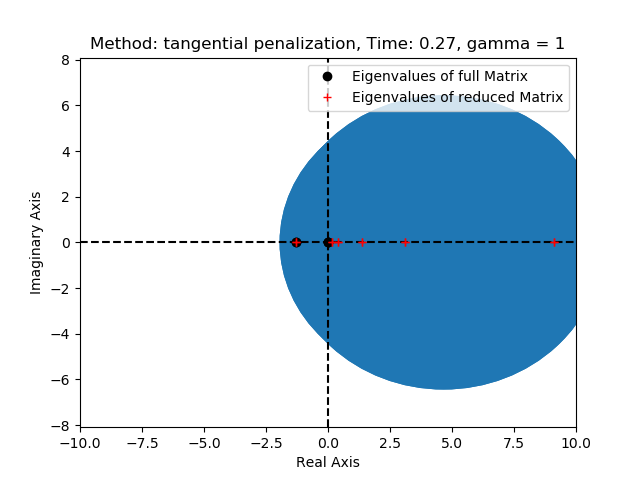 Method: tangential penalization, Time: 0.27, gamma = 1
Eigenvalues of full Matrix
Eigenvalues of reduced Matrix
8
6
4
2
0
−2
−4
−6
−8
Imaginary Axis
−10.0 −7.5 −5.0 −2.5 0.0 2.5 5.0 7.5 10.0
Real Axis